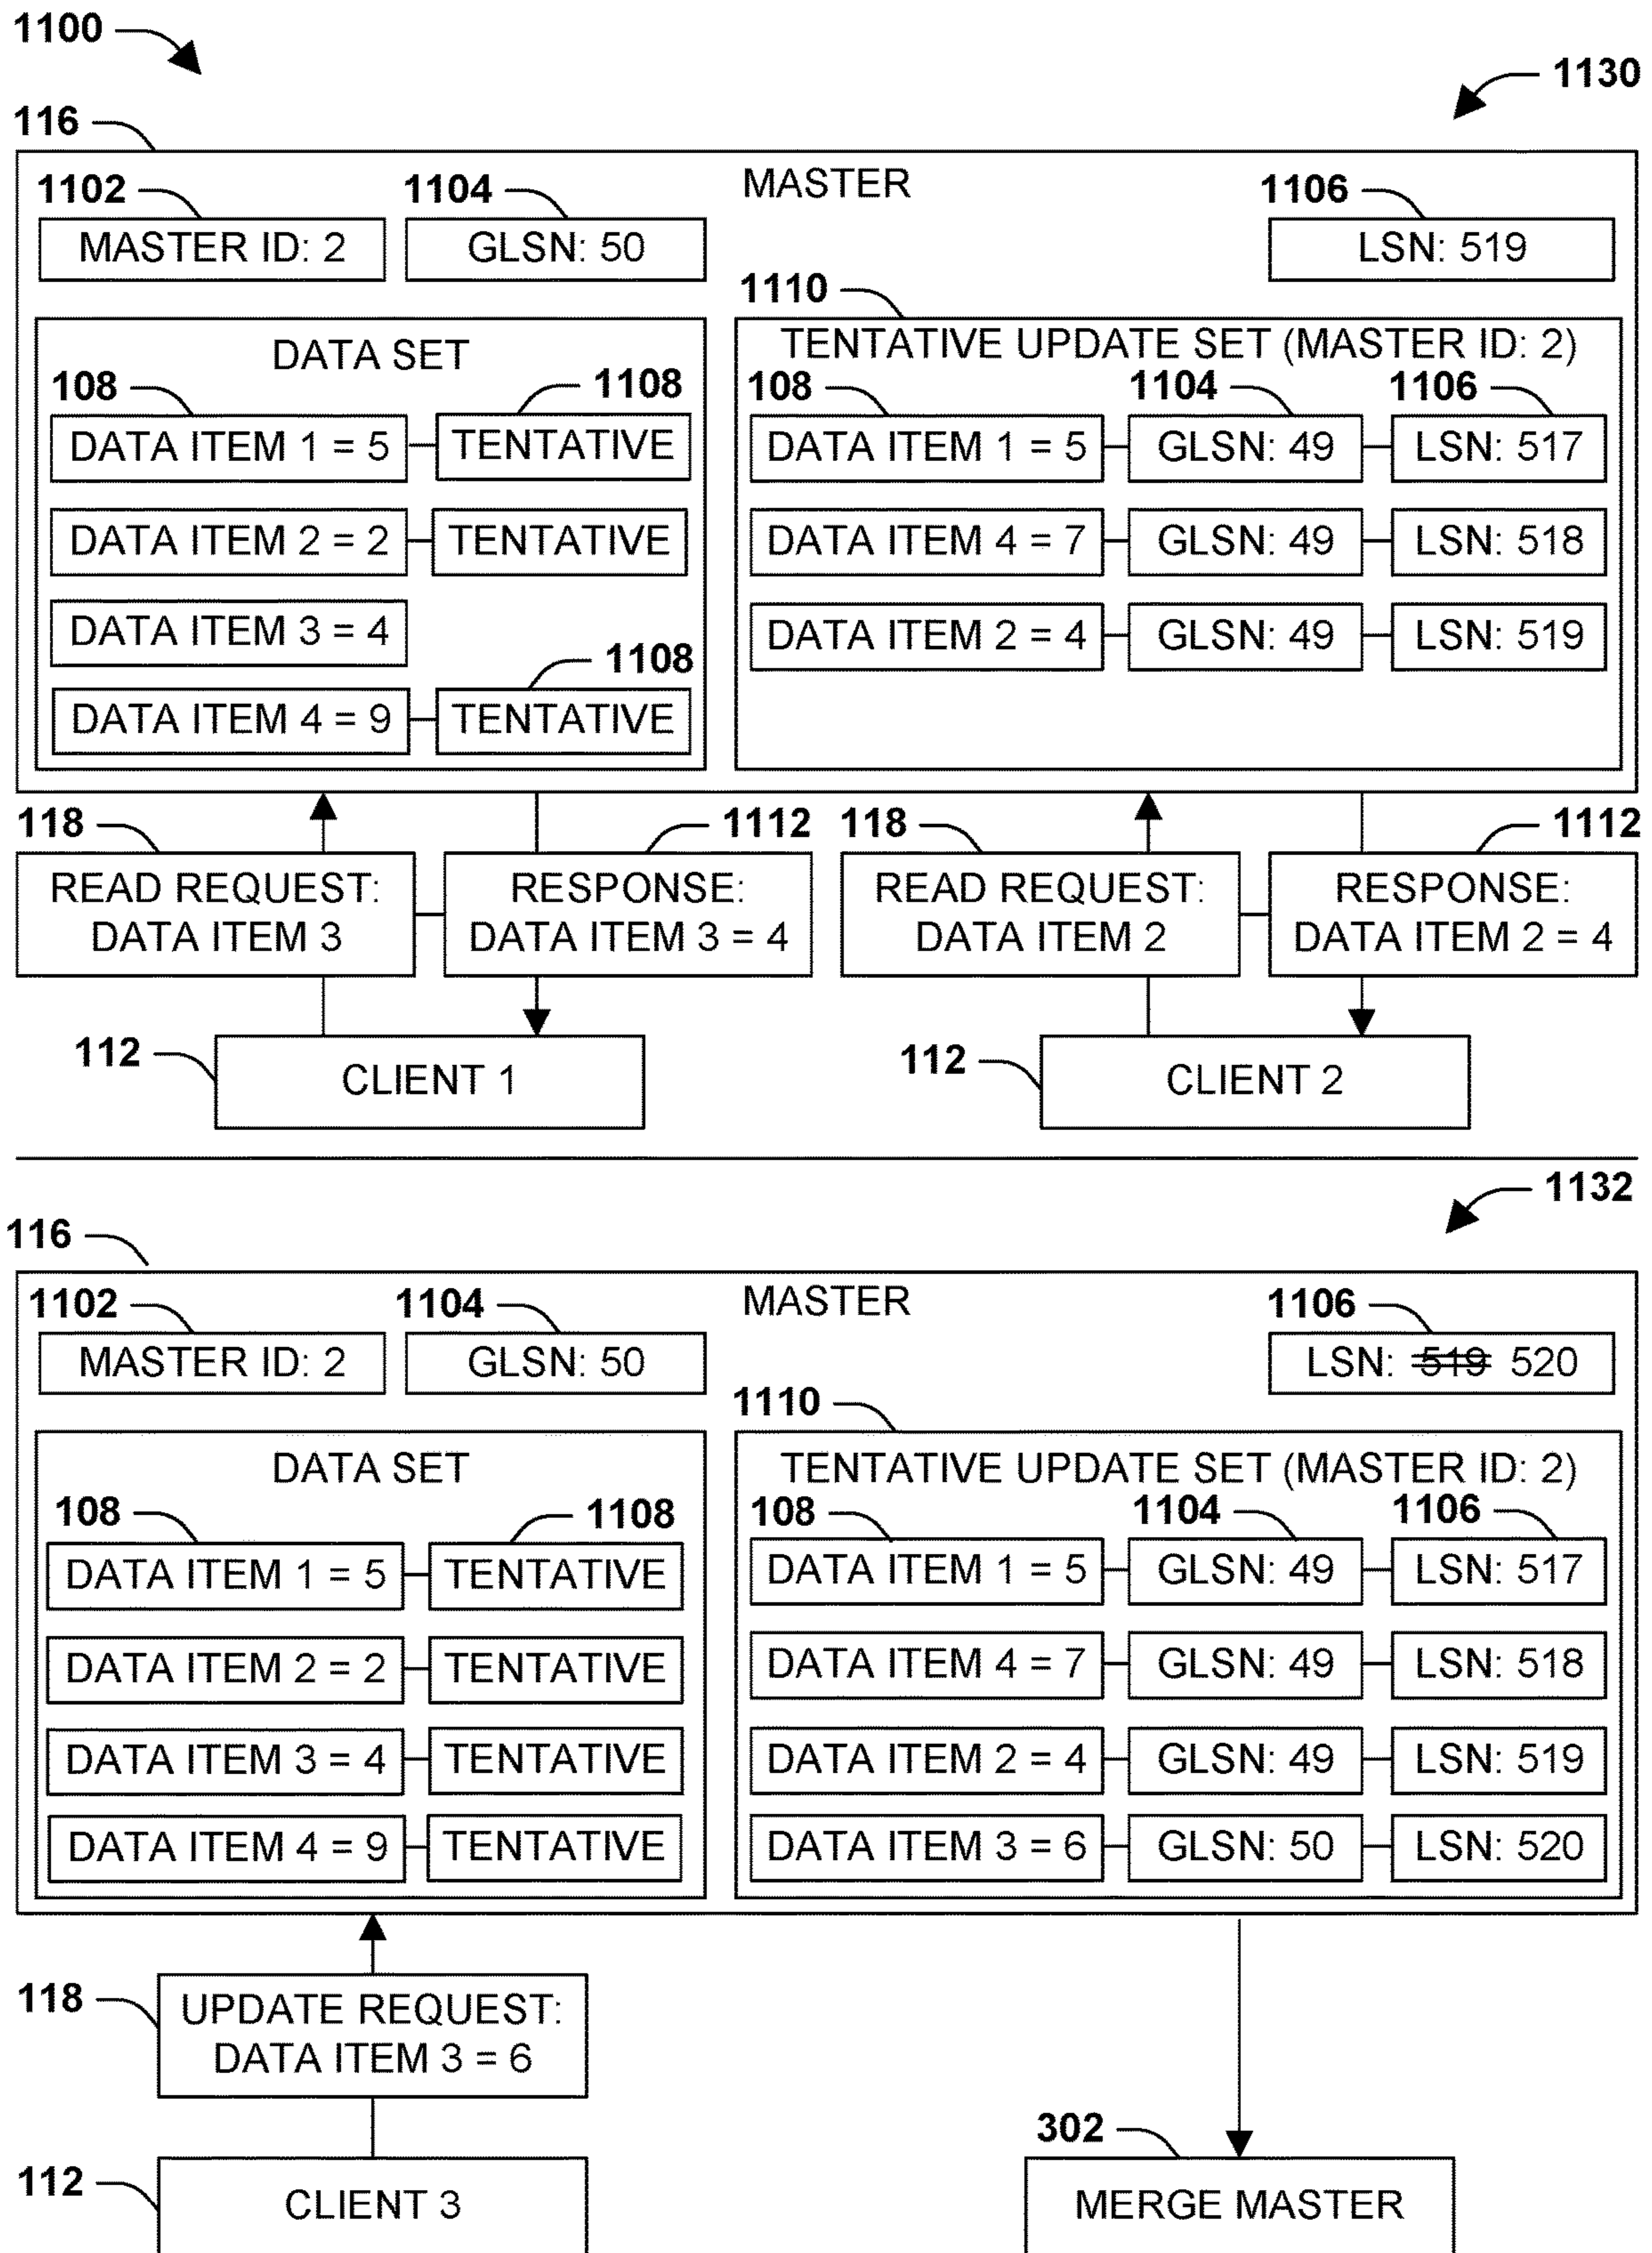 1100
1130
116
MASTER
1102
1104
1106
MASTER ID: 2
GLSN: 50
LSN: 519
1110
DATA SET
TENTATIVE UPDATE SET (MASTER ID: 2)
108
1108
108
1104
1106
DATA ITEM 1 = 5
TENTATIVE
DATA ITEM 1 = 5
GLSN: 49
LSN: 517
DATA ITEM 2 = 2
TENTATIVE
DATA ITEM 4 = 7
GLSN: 49
LSN: 518
DATA ITEM 3 = 4
DATA ITEM 2 = 4
GLSN: 49
LSN: 519
1108
DATA ITEM 4 = 9
TENTATIVE
118
1112
118
1112
READ REQUEST:
DATA ITEM 3
RESPONSE:
DATA ITEM 3 = 4
READ REQUEST:
DATA ITEM 2
RESPONSE:
DATA ITEM 2 = 4
112
CLIENT 1
112
CLIENT 2
1132
116
MASTER
1102
1104
1106
MASTER ID: 2
GLSN: 50
LSN: 519 520
1110
DATA SET
TENTATIVE UPDATE SET (MASTER ID: 2)
108
1108
108
1104
1106
DATA ITEM 1 = 5
TENTATIVE
DATA ITEM 1 = 5
GLSN: 49
LSN: 517
DATA ITEM 2 = 2
TENTATIVE
DATA ITEM 4 = 7
GLSN: 49
LSN: 518
DATA ITEM 3 = 4
TENTATIVE
DATA ITEM 2 = 4
GLSN: 49
LSN: 519
DATA ITEM 4 = 9
TENTATIVE
DATA ITEM 3 = 6
GLSN: 50
LSN: 520
118
UPDATE REQUEST:
DATA ITEM 3 = 6
302
112
CLIENT 3
MERGE MASTER